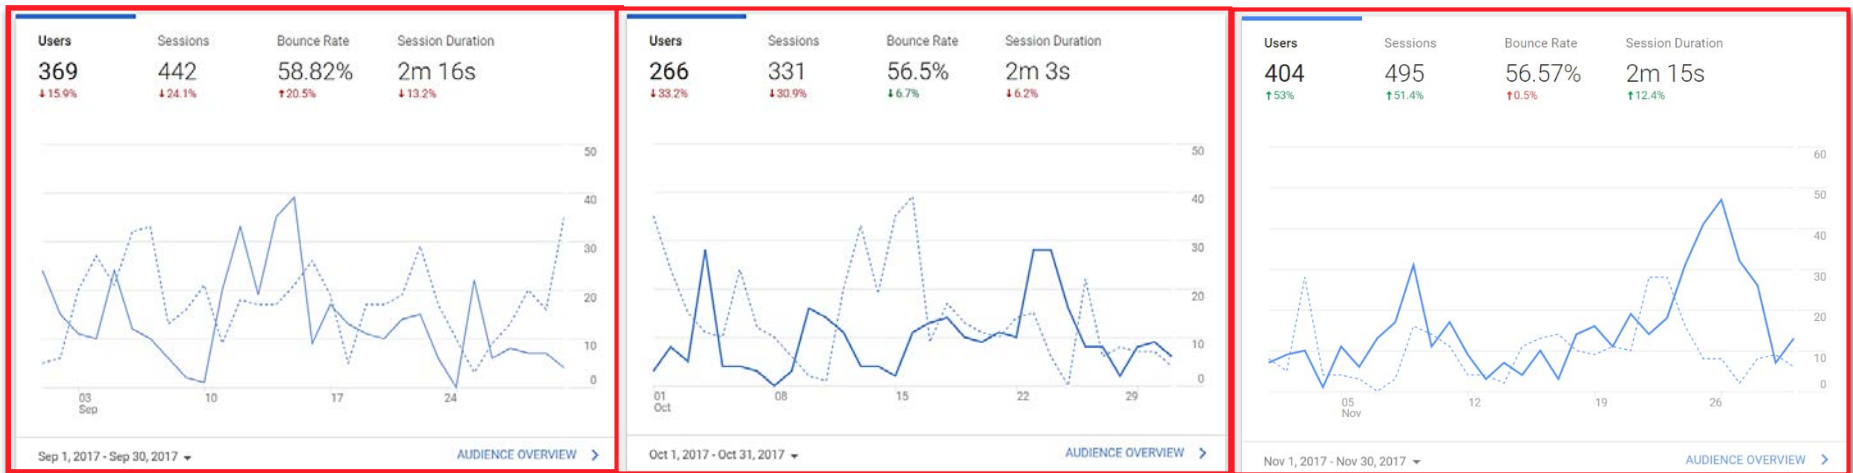 Users Sessions Bounce Rate Session Duration
369 442 58.82% 2m 16s
↓15.9% ↓24.1% ↑20.5% ↓13.2%
50
40
30
20
10
0
03 10 17 24
Sep
Sep 1, 2017 - Sep 30, 2017 AUDIENCE OVERVIEW
Users Sessions Bounce Rate Session Duration
266 331 56.5% 2m 3s
↓33.2% ↓30.9% ↓6.7% ↓6.2%
50
40
30
20
10
0
01 08 15 22 29
Oct
Oct 1, 2017 - Oct 31, 2017 AUDIENCE OVERVIEW
Users Sessions Bounce Rate Session Duration
404 495 56.57% 2m 15s
↑53% ↑51.4% ↑0.5% ↑12.4%
60
50
40
30
20
10
0
05 12 19 26
Nov
Nov 1, 2017 - Nov 30, 2017 AUDIENCE OVERVIEW